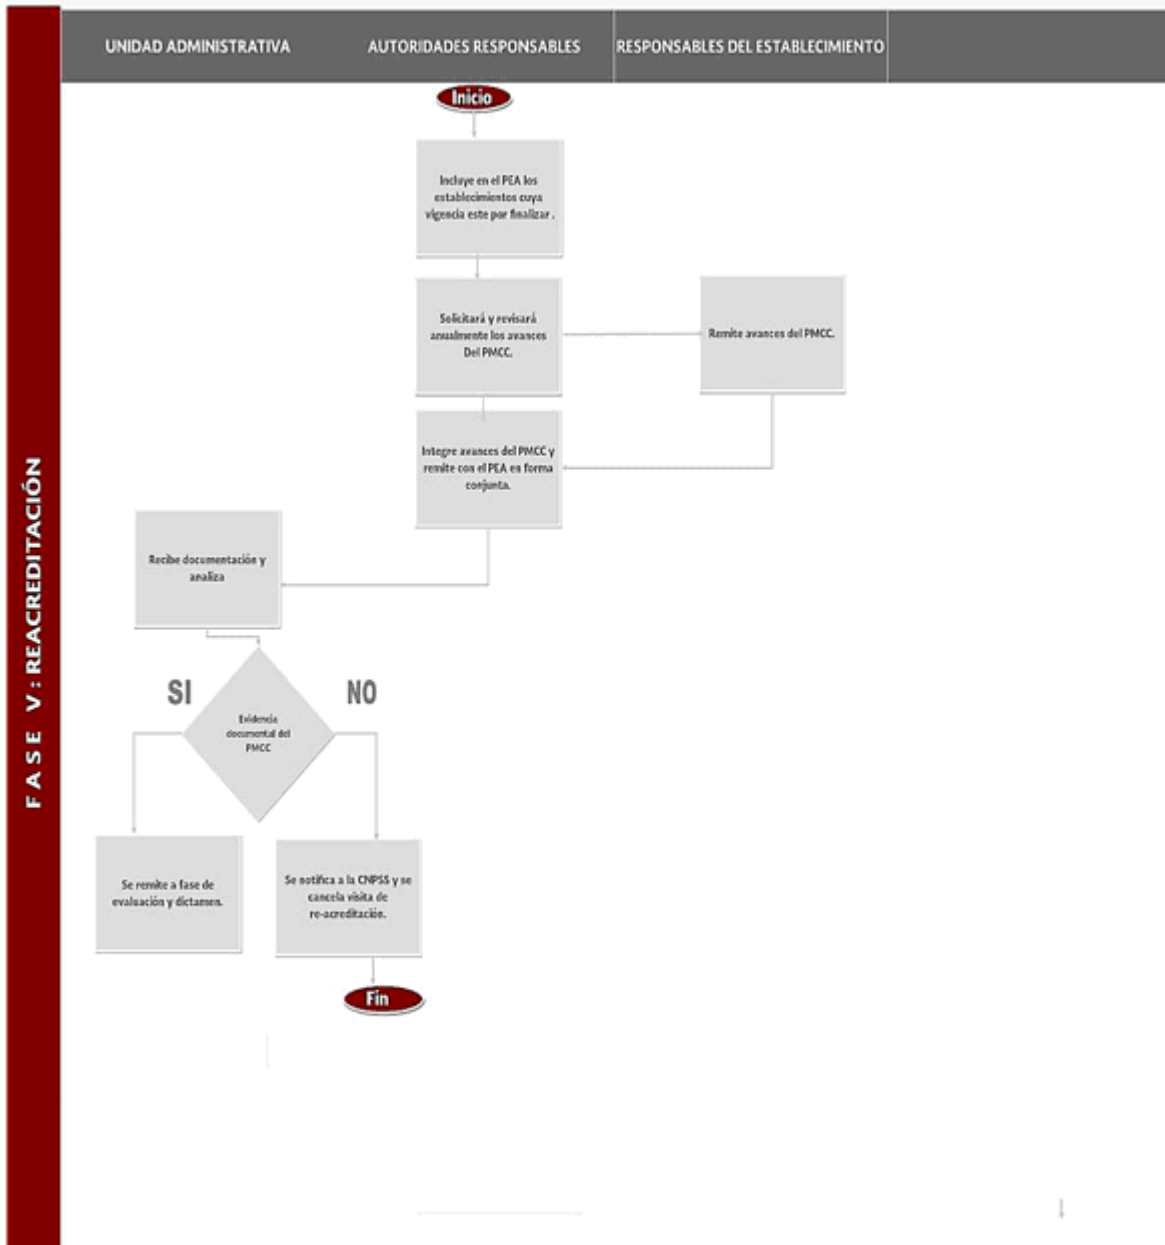 UNIDAD ADMINISTRATIVA
AUTORIDADES RESPONSABLES
RESPONSABLES DEL ESTABLECIMIENTO
FASE V : REACREDITACIÓN
Inicio
Incluye en el PEA los
establecimientos cuya
vigencia este por finalizar .
Solicitará y revisará
anualmente los avances
Del PMCC.
Remite avances del PMCC.
Integre avances del PMCC y
remite con el PEA en forma
conjunta.
Recibe documentación y
analiza
SI
NO
Evidencia
documental del
PMCC
Se remite a fase de
evaluación y dictamen.
Se notifica a la CNPSS y se
cancela visita de
re-acreditación.
Fin